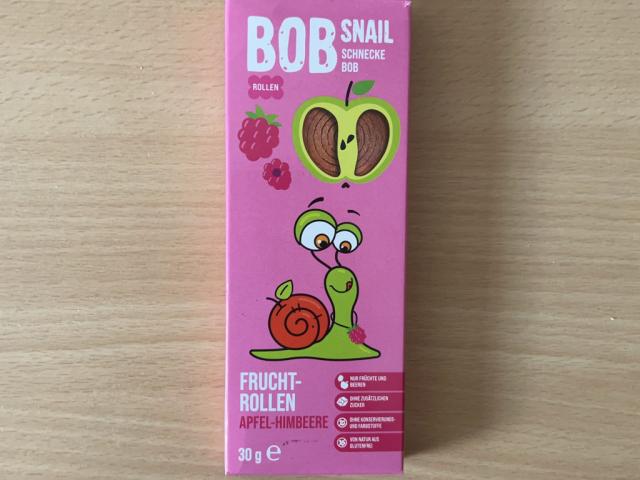 BOB SNAIL
SCHNECKE
BOB
ROLLEN
FRUCHT-
ROLLEN
APFEL-HIMBEERE
NUR FRÜCHTE UND
BEEREN
OHNE ZUSÄTZLICHEN
ZUCKER
OHNE KONSERVIERUNGS-
UND FARBSTOFFE
VON NATUR AUS
GLUTENFREI
30 g ℮